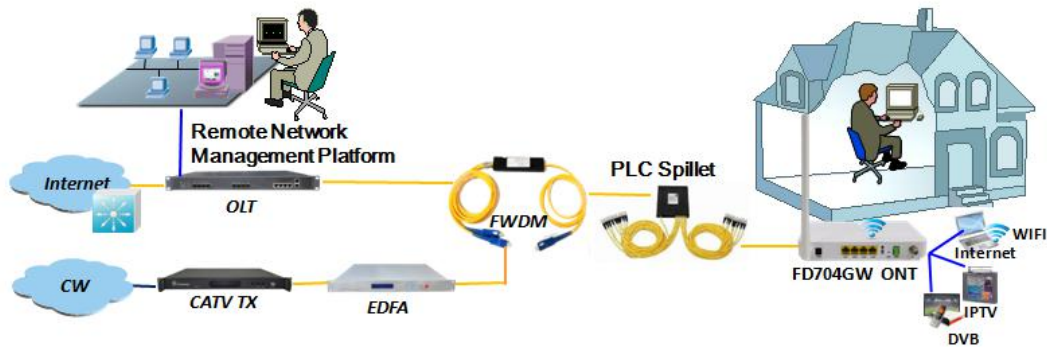 Remote Network
Management Platform
Internet
OLT
FWDM
PLC Spillet
CW
CATV TX
EDFA
FD704GW ONT
WIFI
Internet
IPTV
DVB